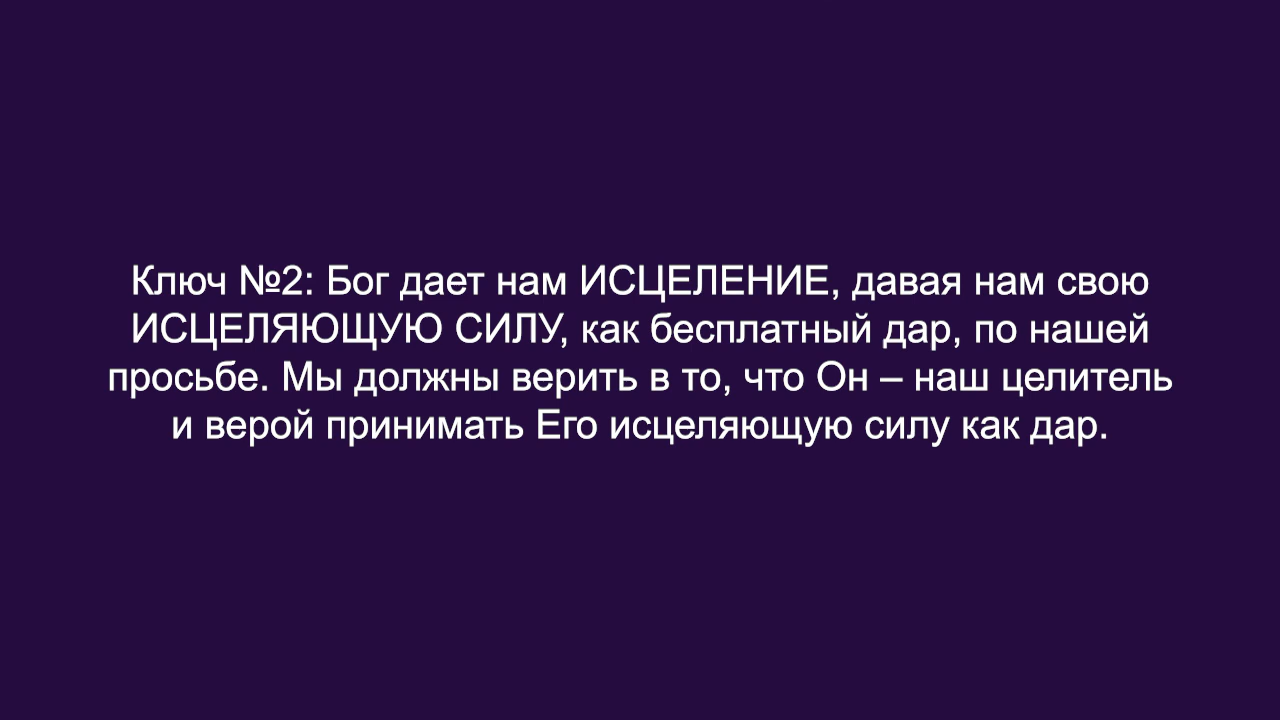 Ключ №2: Бог дает нам ИСЦЕЛЕНИЕ, давая нам свою
ИСЦЕЛЯЮЩУЮ СИЛУ, как бесплатный дар, по нашей
просьбе. Мы должны верить в то, что Он – наш целитель
и верой принимать Его исцеляющую силу как дар.